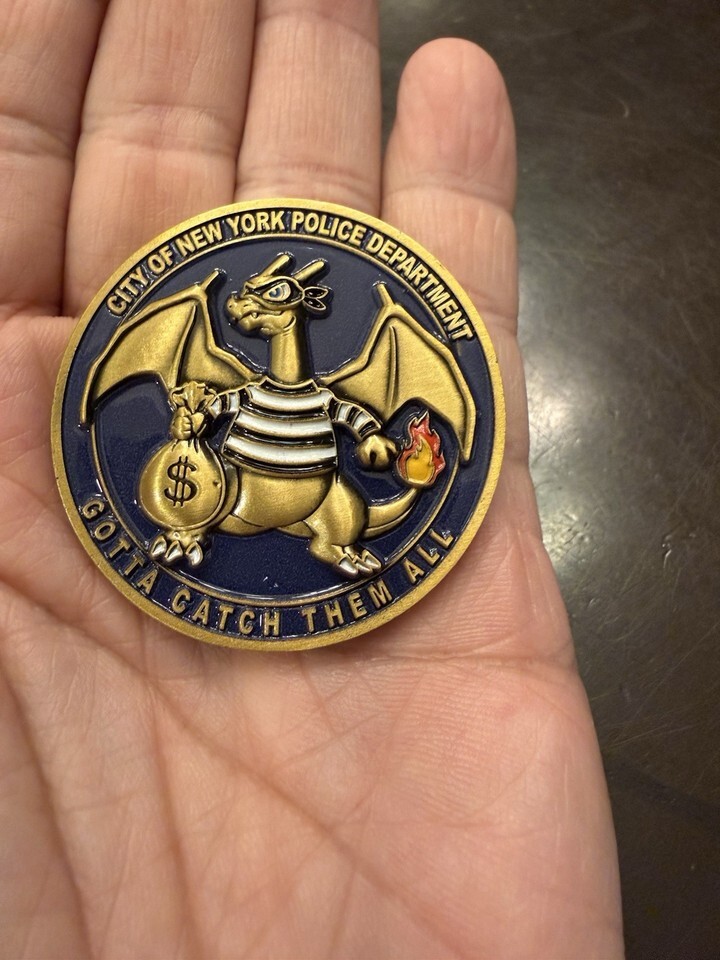 CITY OF NEW YORK POLICE DEPARTMENT
$
GOTTA CATCH THEM ALL